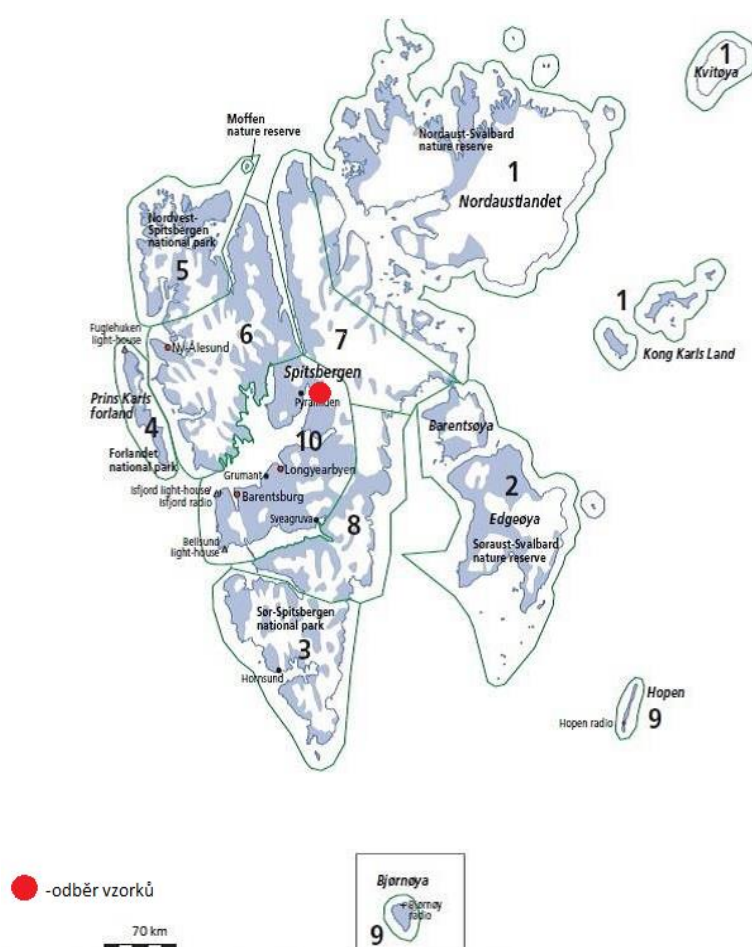 1
Kvitøya
Moffen
nature reserve
Nordaust-Svalbard
nature reserve
1
Nordaustlandet
Nordvest-
Spitsbergen
national park
5
1
Kong Karls Land
Fuglehuken
light-house
Ny-Ålesund
6
7
Spitsbergen
Pyramiden
Prins Karls
forland
4
Forlandet
national park
10
Barentsøya
Grumant
Longyearbyen
Isfjord light-house/
Isfjord radio
Barentsburg
2
Edgeøya
Sveagruva
8
Søraust-Svalbard
nature reserve
Bellsund
light-house
Sør-Spitsbergen
national park
3
Hornsund
Hopen
Hopen radio
9
-odběr vzorků
Bjørnøya
Bjørnøy
radio
70 km
9